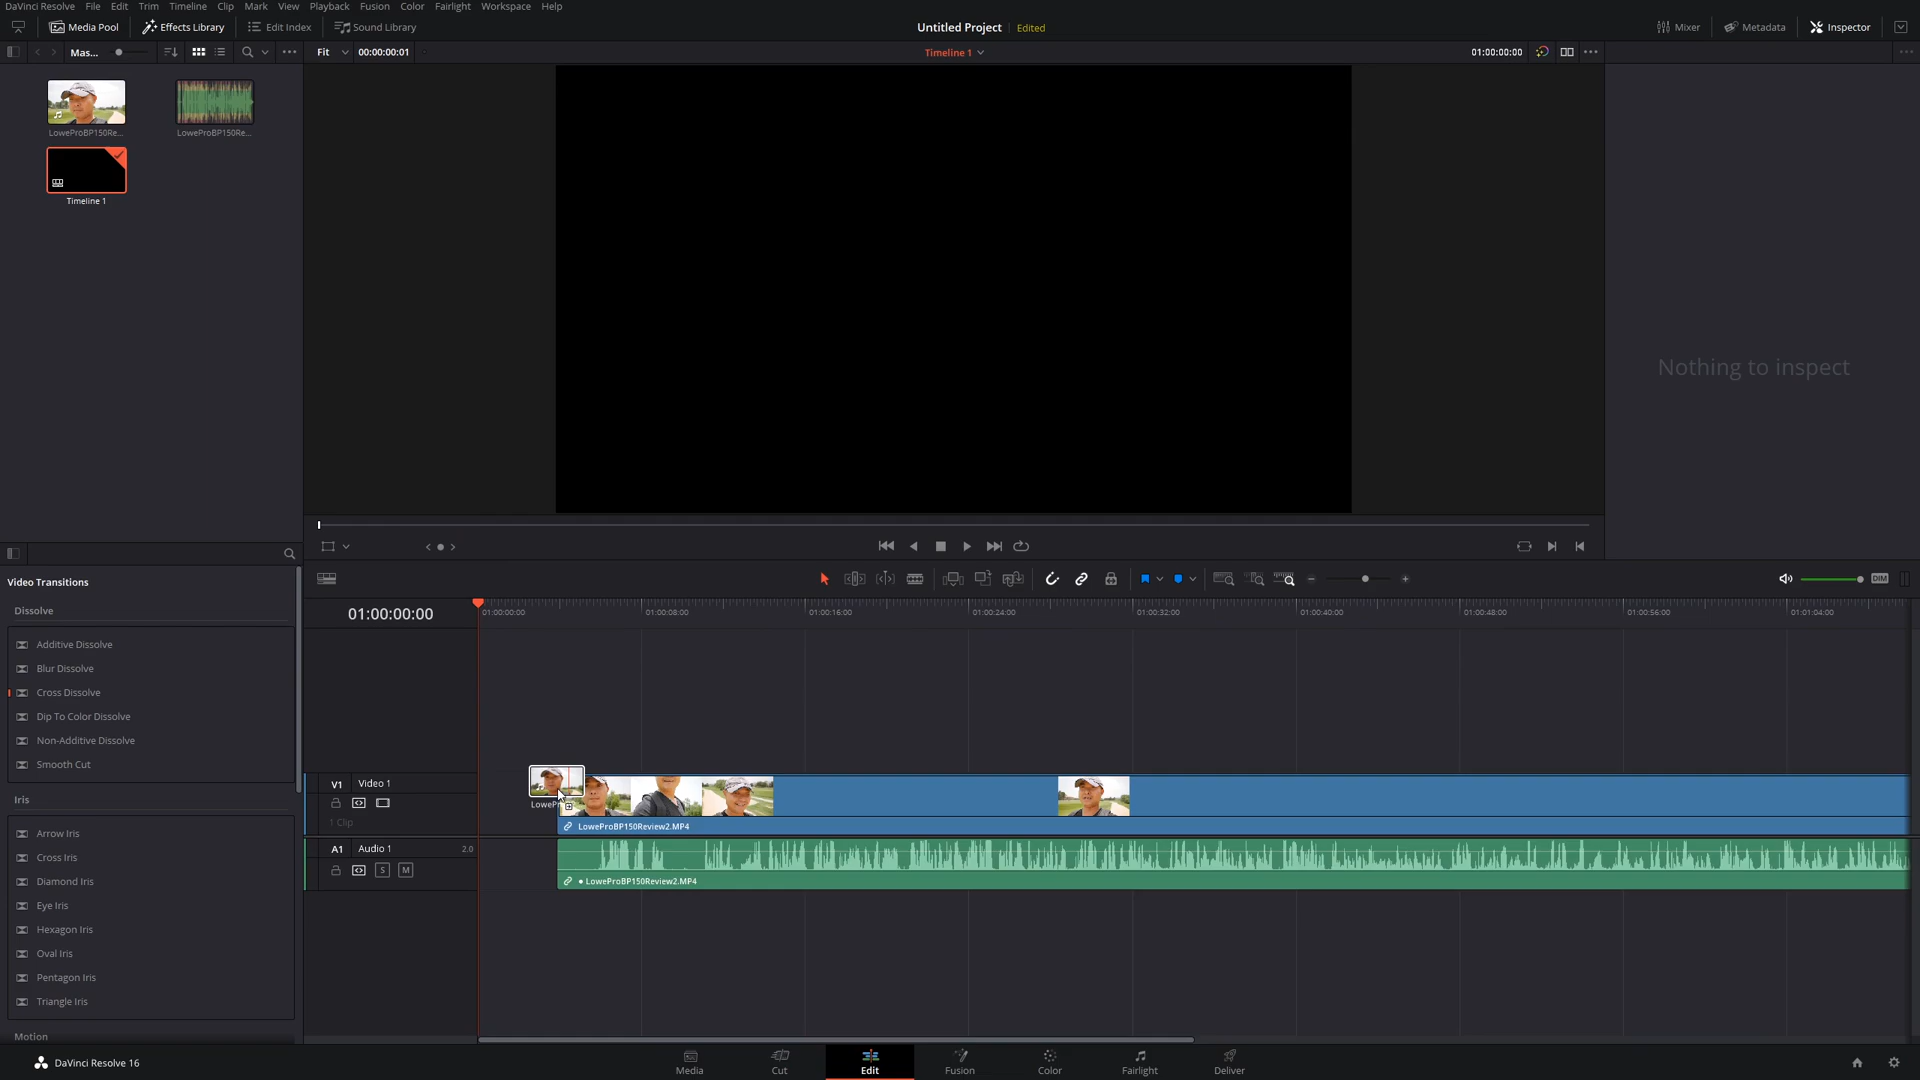 DaVinci Resolve File Edit Trim Timeline Clip Mark View Playback Fusion Color Fairlight Workspace Help
Media Pool Effects Library Edit Index Sound Library Untitled Project Edited Mixer Metadata Inspector
Mas... Fit 00:00:00:01 Timeline 1 01:00:00:00
LoweProBP150Re... LoweProBP150Re...
Timeline 1
Nothing to inspect
Video Transitions
Dissolve
Additive Dissolve
Blur Dissolve
Cross Dissolve
Dip To Color Dissolve
Non-Additive Dissolve
Smooth Cut
Iris
Arrow Iris
Cross Iris
Diamond Iris
Eye Iris
Hexagon Iris
Oval Iris
Pentagon Iris
Triangle Iris
Motion
DIM
01:00:00:00 01:00:00:00 01:00:08:00 01:00:16:00 01:00:24:00 01:00:32:00 01:00:40:00 01:00:48:00 01:00:56:00 01:01:04:00
V1 Video 1
1 Clip
LoweP
LoweProBP150Review2.MP4
A1 Audio 1 2.0
S M
LoweProBP150Review2.MP4
DaVinci Resolve 16 Media Cut Edit Fusion Color Fairlight Deliver